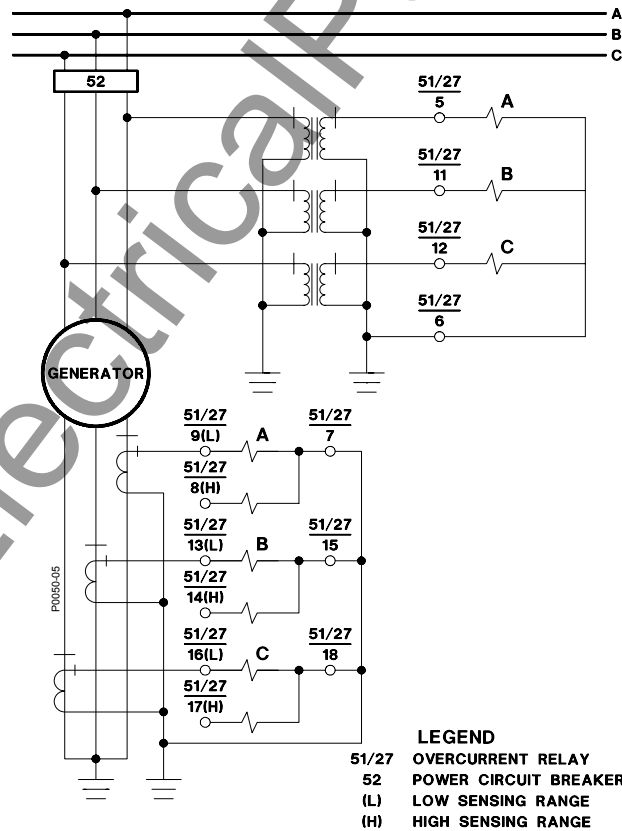 A
B
C
52
51/27
5
A
51/27
11
B
51/27
12
C
51/27
6
GENERATOR
51/27
9(L)
A
51/27
7
51/27
8(H)
51/27
13(L)
B
51/27
15
51/27
14(H)
51/27
16(L)
C
51/27
18
51/27
17(H)
P0050-05
LEGEND
51/27 OVERCURRENT RELAY
52 POWER CIRCUIT BREAKER
(L) LOW SENSING RANGE
(H) HIGH SENSING RANGE
electricalP